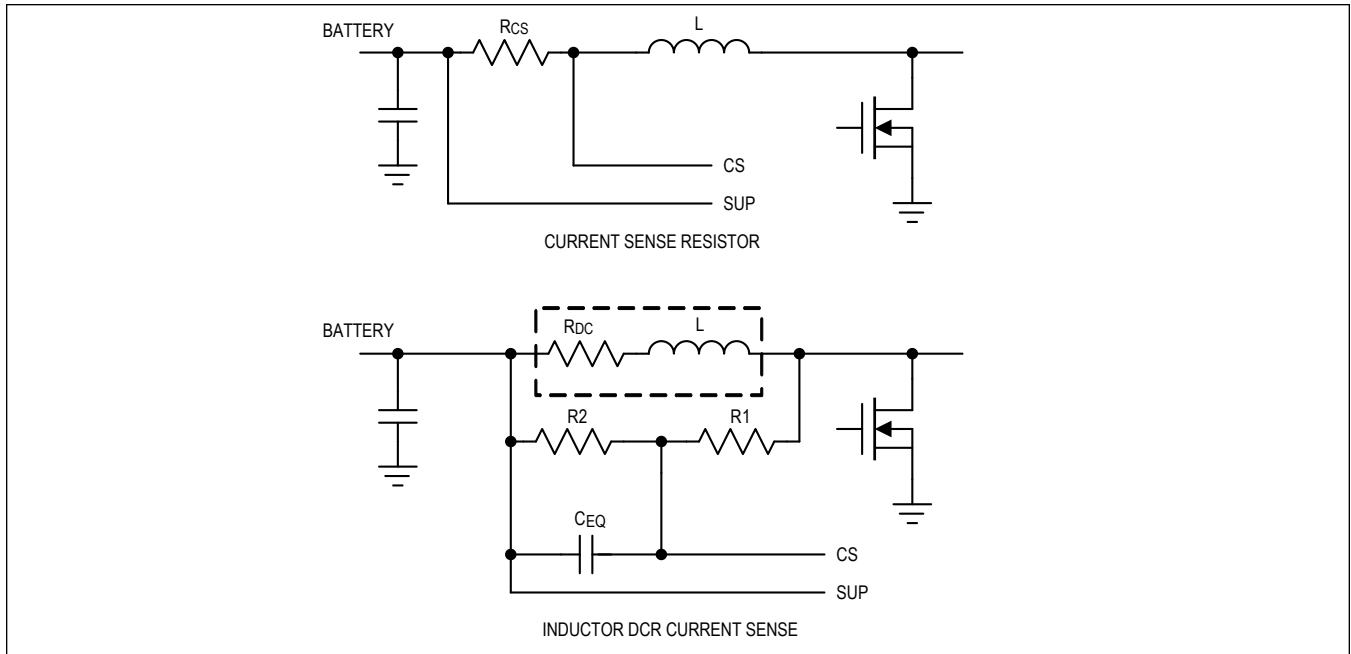 BATTERY
RCS
L
CS
SUP
CURRENT SENSE RESISTOR
BATTERY
RDC
L
R2
R1
CEQ
CS
SUP
INDUCTOR DCR CURRENT SENSE